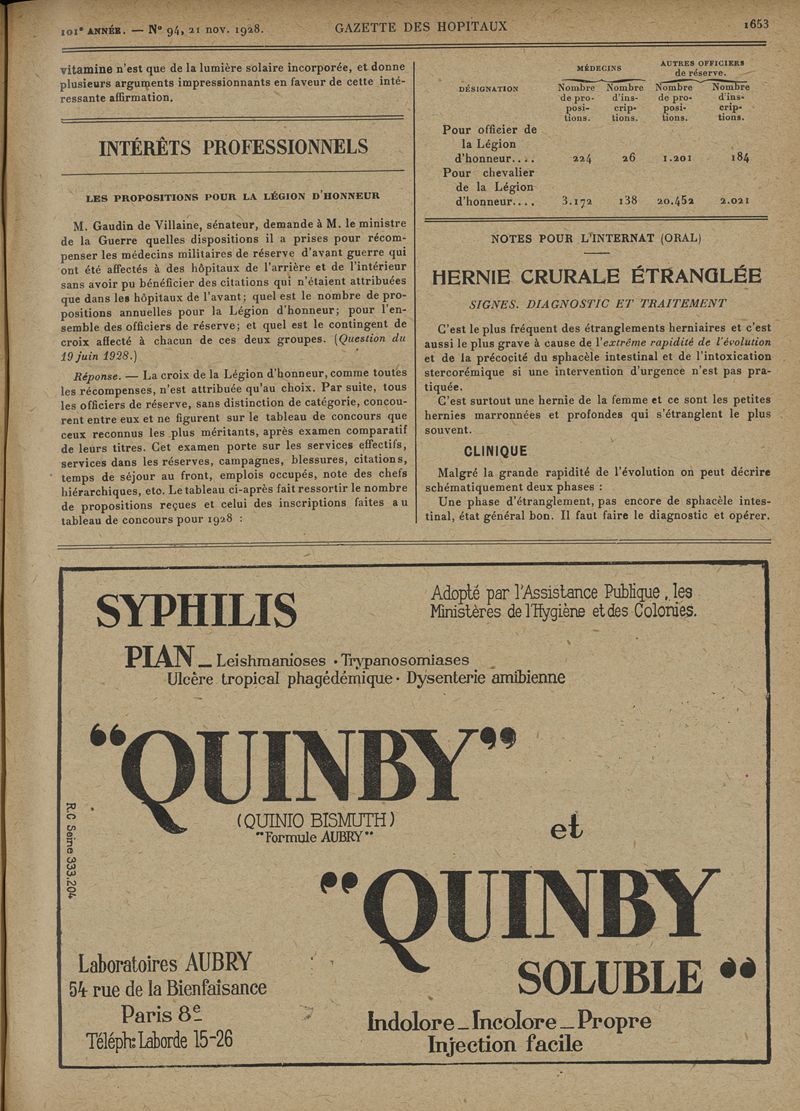 101e ANNÉE. — N° 94, 21 NOV. 1928.
GAZETTE DES HOPITAUX
1653
vitamine n'est que de la lumière solaire incorporée, et donne
plusieurs arguments impressionnants en faveur de cette inté-
ressante affirmation.
INTÉRÊTS PROFESSIONNELS
LES PROPOSITIONS POUR LA LÉGION D'HONNEUR
M. Gaudin de Villaine, sénateur, demande à M. le ministre
de la Guerre quelles dispositions il a prises pour récom-
penser les médecins militaires de réserve d'avant guerre qui
ont été affectés à des hôpitaux de l'arrière et de l'intérieur
sans avoir pu bénéficier des citations qui n'étaient attribuées
que dans les hôpitaux de l'avant; quel est le nombre de pro-
positions annuelles pour la Légion d'honneur; pour l'en-
semble des officiers de réserve; et quel est le contingent de
croix affecté à chacun de ces deux groupes. (Question du
19 juin 1928.)
Réponse. — La croix de la Légion d'honneur, comme toutes
les récompenses, n'est attribuée qu'au choix. Par suite, tous
les officiers de réserve, sans distinction de catégorie, concou-
rent entre eux et ne figurent sur le tableau de concours que
ceux reconnus les plus méritants, après examen comparatif
de leurs titres. Cet examen porte sur les services effectifs,
services dans les réserves, campagnes, blessures, citations,
temps de séjour au front, emplois occupés, note des chefs
hiérarchiques, etc. Le tableau ci-après fait ressortir le nombre
de propositions reçues et celui des inscriptions faites au
tableau de concours pour 1928 :
DÉSIGNATION
MÉDECINS
AUTRES OFFICIERS
de réserve.
Nombre Nombre Nombre Nombre
de pro- d'ins- de pro- d'ins-
posi- crip- posi- crip-
tions. tions. tions. tions.
Pour officier de
la Légion
d'honneur.... 224 26 1.201 184
Pour chevalier
de la Légion
d'honneur.... 3.172 138 20.452 2.021
NOTES POUR L'INTERNAT (ORAL)
HERNIE CRURALE ÉTRANGLÉE
SIGNES. DIAGNOSTIC ET TRAITEMENT
C'est le plus fréquent des étranglements herniaires et c'est
aussi le plus grave à cause de l'extrême rapidité de l'évolution
et de la précocité du sphacèle intestinal et de l'intoxication
stercorémique si une intervention d'urgence n'est pas pra-
tiquée.
C'est surtout une hernie de la femme et ce sont les petites
hernies marronnées et profondes qui s'étranglent le plus
souvent.
CLINIQUE
Malgré la grande rapidité de l'évolution on peut décrire
schématiquement deux phases :
Une phase d'étranglement, pas encore de sphacèle intes-
tinal, état général bon. Il faut faire le diagnostic et opérer.
SYPHILIS
Adopté par l'Assistance Publique, les
Ministères de l'Hygiène et des Colonies.
PIAN — Leishmanioses • Trypanosomiases
Ulcère tropical phagédémique • Dysenterie amibienne
"QUINBY"
(QUINIO BISMUTH)
"Formule AUBRY"
et
"QUINBY
SOLUBLE"
R.C. Seine 333.204
Laboratoires AUBRY
54 rue de la Bienfaisance
Paris 8e
Téléph: Laborde 15-26
Indolore — Incolore — Propre
Injection facile